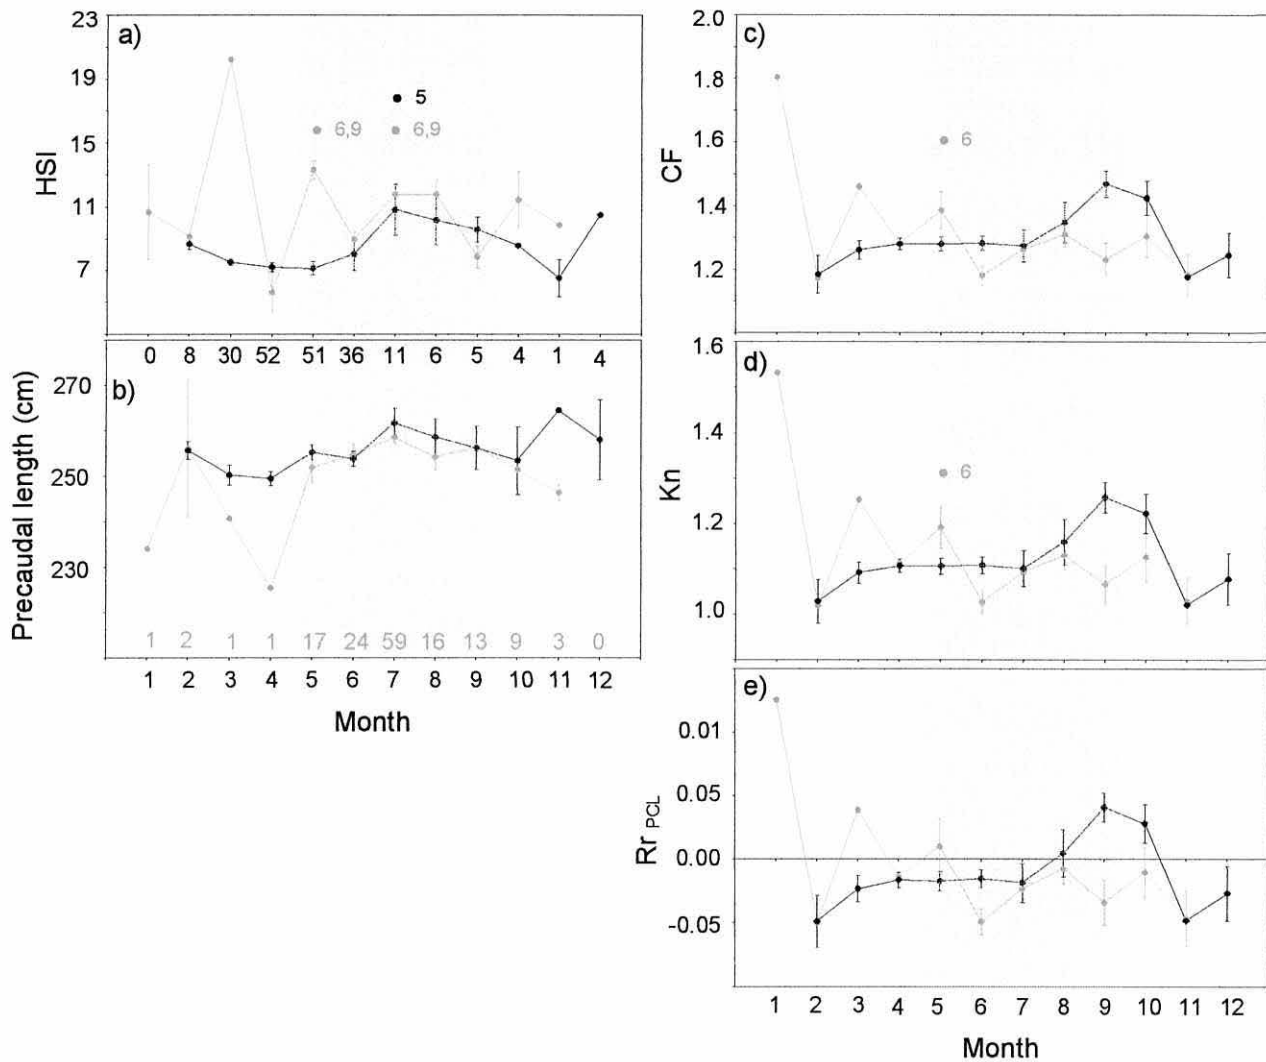 a)
HSI
23
19
15
11
7
5
6,9
6,9
0 8 30 52 51 36 11 6 5 4 1 4
b)
Precaudal length (cm)
270
250
230
1 2 1 1 17 24 59 16 13 9 3 0
1 2 3 4 5 6 7 8 9 10 11 12
Month
c)
CF
2.0
1.8
1.6
1.4
1.2
6
d)
Kn
1.6
1.4
1.2
1.0
6
e)
Rr PCL
0.01
0.05
0.00
-0.05
1 2 3 4 5 6 7 8 9 10 11 12
Month